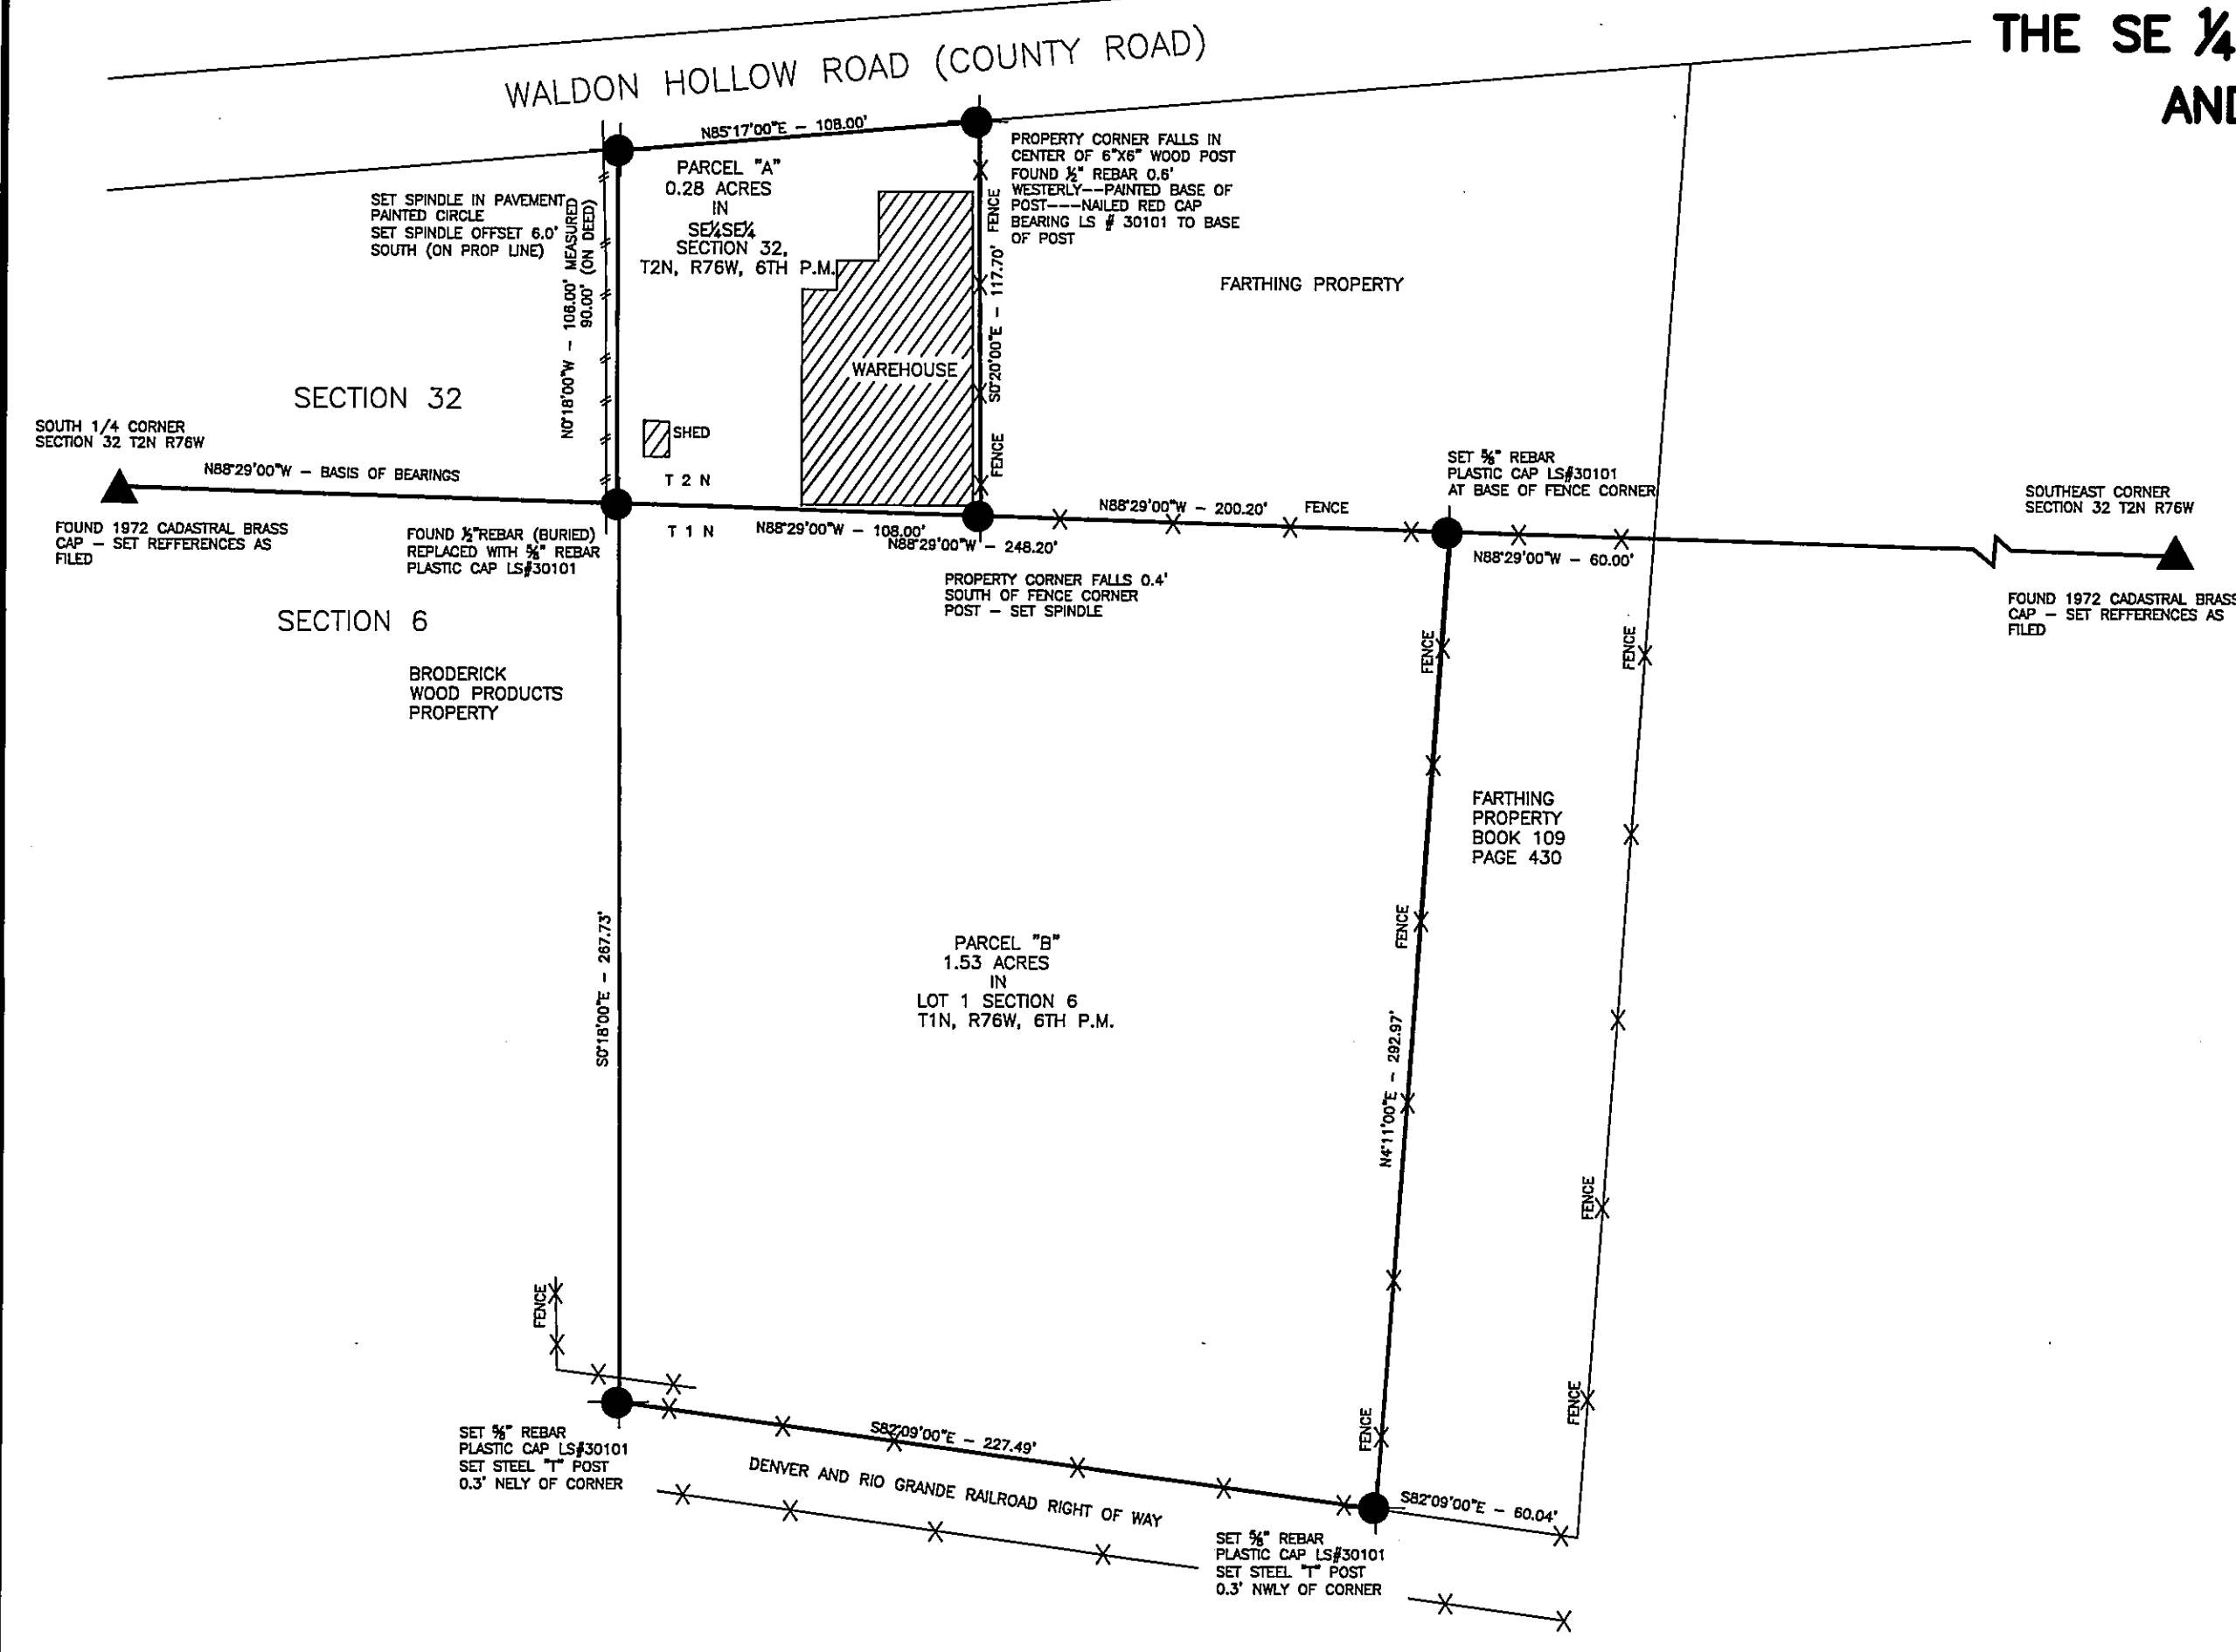 THE SE ¼
AND
WALDON HOLLOW ROAD (COUNTY ROAD)
N85°17'00"E – 108.00'
PARCEL "A"
0.28 ACRES
IN
SE¼SE¼
SECTION 32,
T2N, R76W, 6TH P.M.
SET SPINDLE IN PAVEMENT
PAINTED CIRCLE
SET SPINDLE OFFSET 6.0'
SOUTH (ON PROP LINE)
N0°18'00"W – 106.00' MEASURED
90.00' (ON DEED)
PROPERTY CORNER FALLS IN
CENTER OF 6"X6" WOOD POST
FOUND ½" REBAR 0.6'
WESTERLY--PAINTED BASE OF
POST---NAILED RED CAP
BEARING LS # 30101 TO BASE
OF POST
FENCE
S0°20'00"E – 117.70'
FENCE
FARTHING PROPERTY
WAREHOUSE
SHED
SECTION 32
SOUTH 1/4 CORNER
SECTION 32 T2N R76W
N88°29'00"W – BASIS OF BEARINGS
T 2 N
T 1 N
FOUND 1972 CADASTRAL BRASS
CAP – SET REFFERENCES AS
FILED
FOUND ½"REBAR (BURIED)
REPLACED WITH ⅝" REBAR
PLASTIC CAP LS#30101
N88°29'00"W – 108.00'
N88°29'00"W – 248.20'
N88°29'00"W – 200.20'
FENCE
SET ⅝" REBAR
PLASTIC CAP LS#30101
AT BASE OF FENCE CORNER
N88°29'00"W – 60.00'
SOUTHEAST CORNER
SECTION 32 T2N R76W
FOUND 1972 CADASTRAL BRASS
CAP – SET REFFERENCES AS
FILED
PROPERTY CORNER FALLS 0.4'
SOUTH OF FENCE CORNER
POST – SET SPINDLE
SECTION 6
BRODERICK
WOOD PRODUCTS
PROPERTY
FENCE
FENCE
FARTHING
PROPERTY
BOOK 109
PAGE 430
S0°18'00"E – 267.73'
PARCEL "B"
1.53 ACRES
IN
LOT 1 SECTION 6
T1N, R76W, 6TH P.M.
FENCE
N4°11'00"E – 292.97'
FENCE
FENCE
FENCE
FENCE
SET ⅝" REBAR
PLASTIC CAP LS#30101
SET STEEL "T" POST
0.3' NELY OF CORNER
S82°09'00"E – 227.49'
DENVER AND RIO GRANDE RAILROAD RIGHT OF WAY
S82°09'00"E – 60.04'
SET ⅝" REBAR
PLASTIC CAP LS#30101
SET STEEL "T" POST
0.3' NWLY OF CORNER